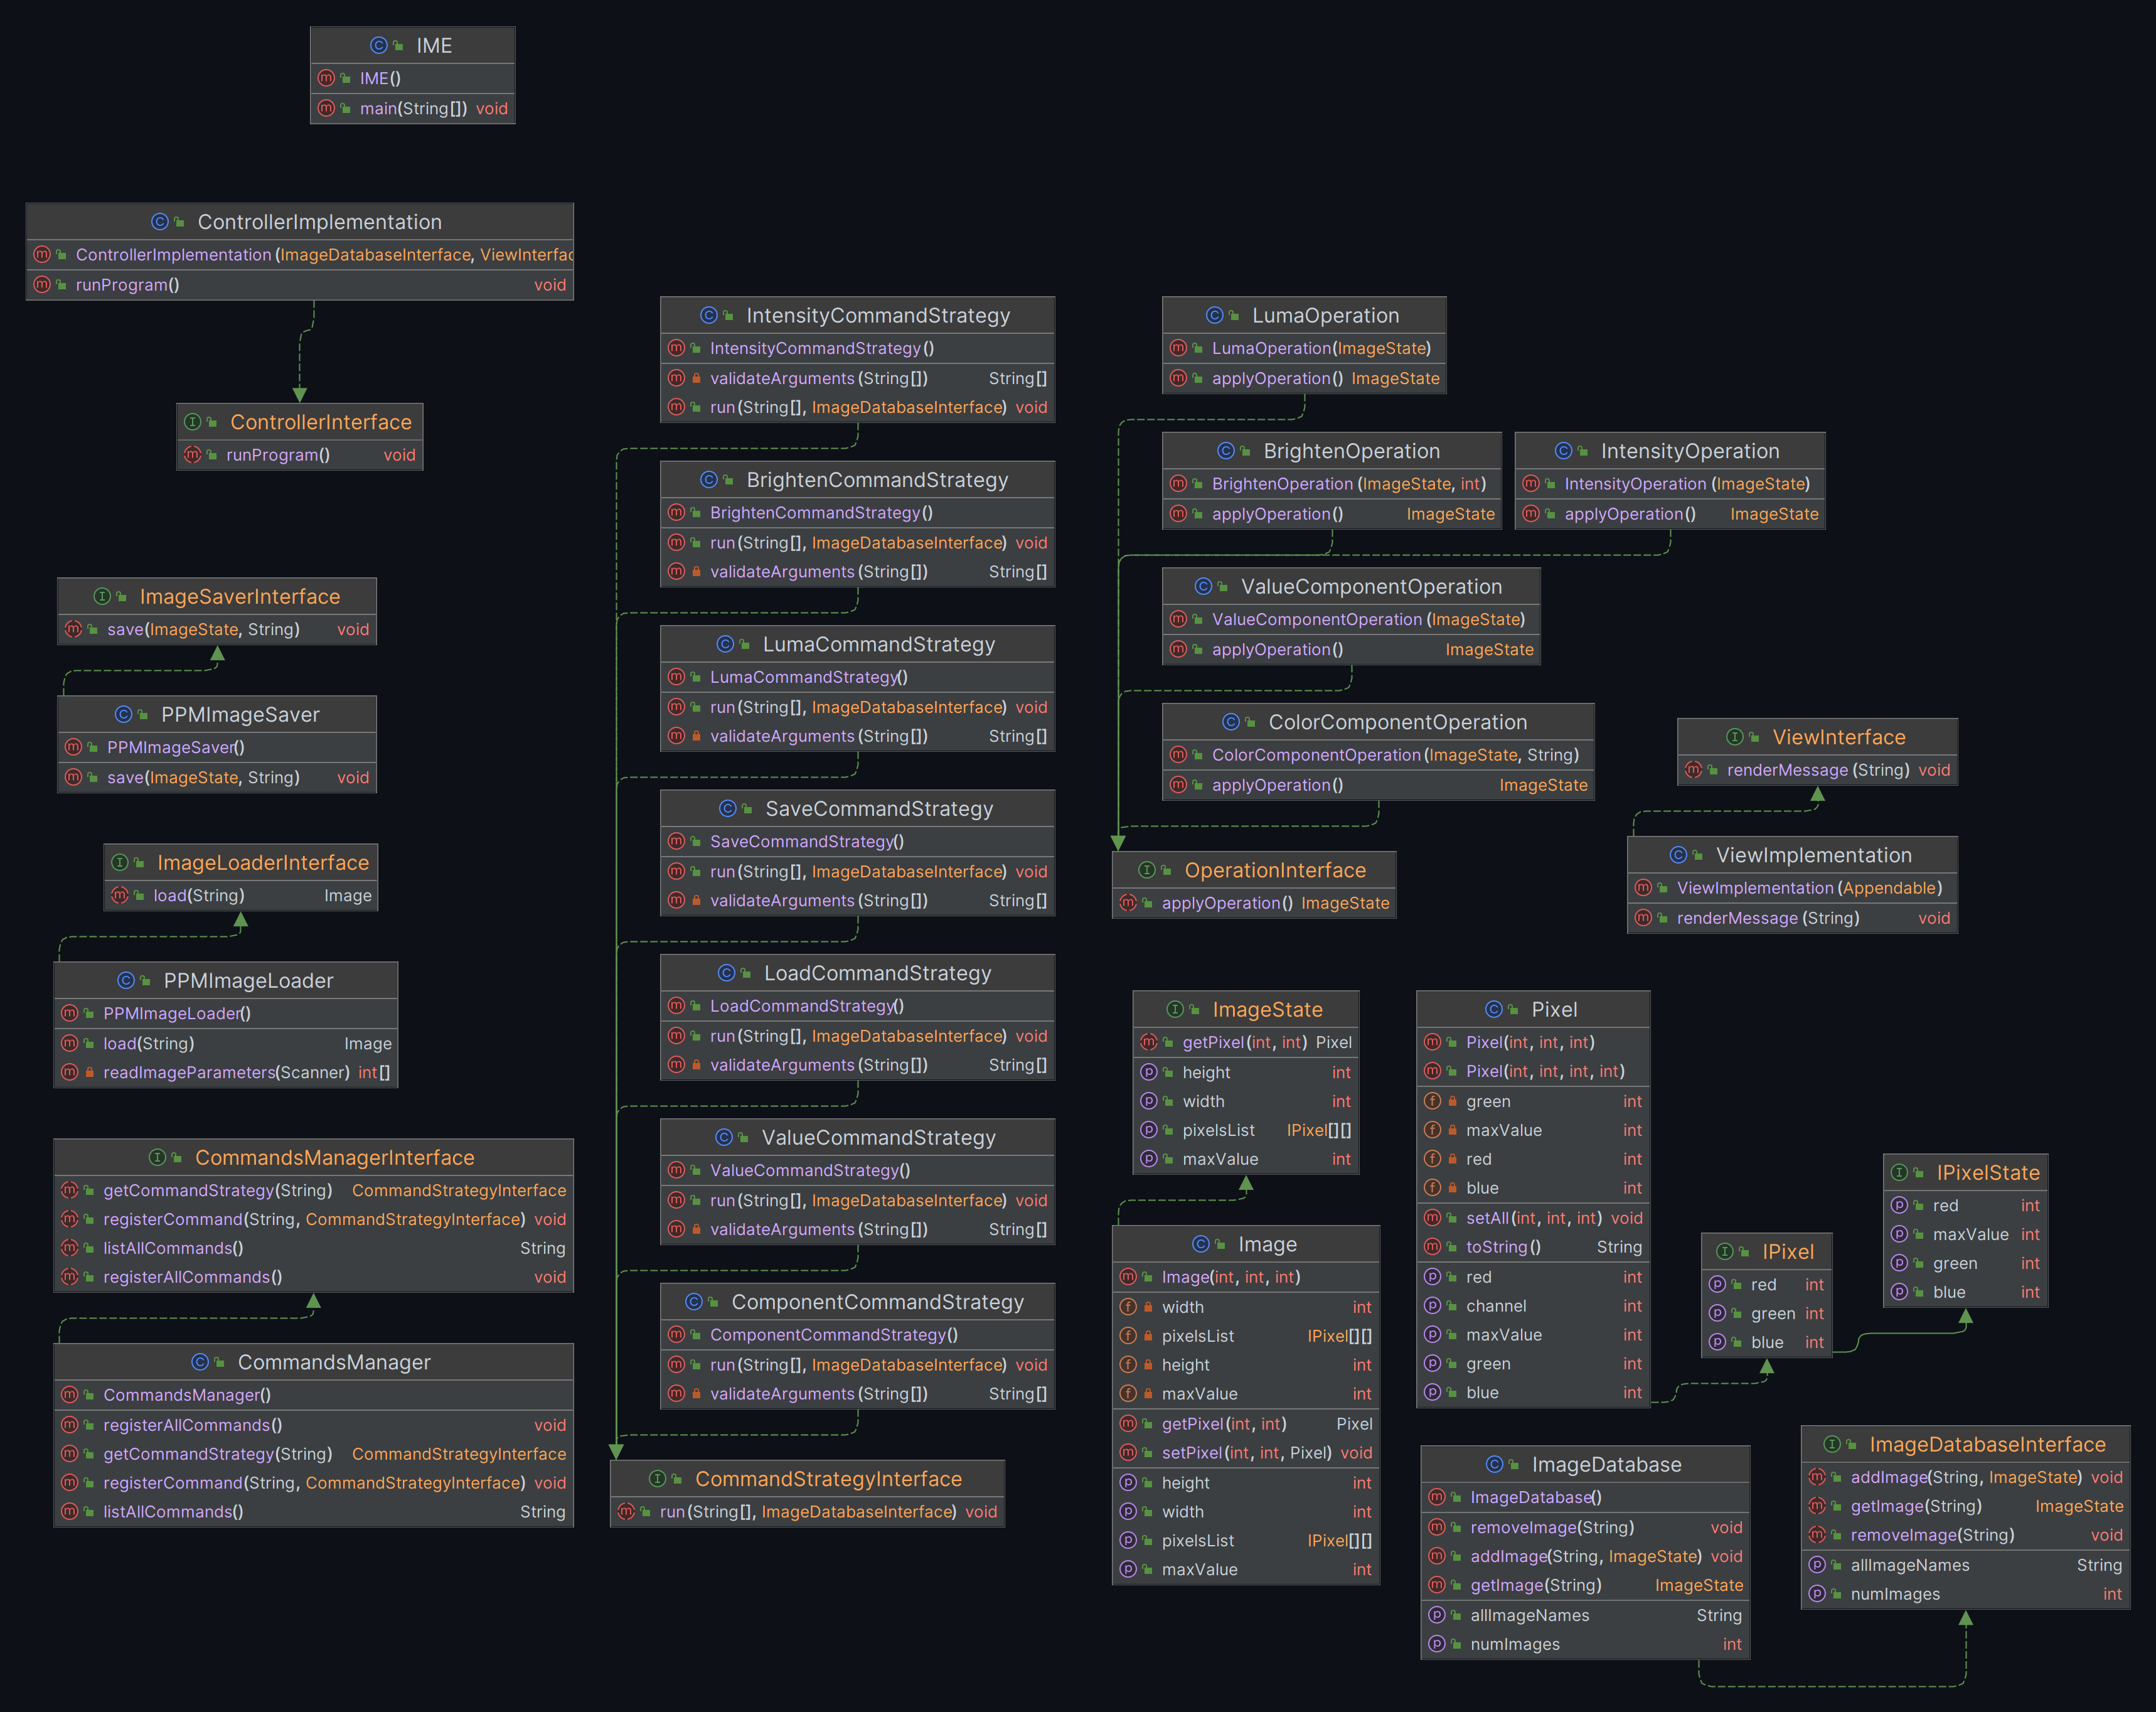 IME
IME()
main(String[]) void
ControllerImplementation
ControllerImplementation(ImageDatabaseInterface, ViewInterfac
runProgram() void
ControllerInterface
runProgram() void
ImageSaverInterface
save(ImageState, String) void
PPMImageSaver
PPMImageSaver()
save(ImageState, String) void
ImageLoaderInterface
load(String) Image
PPMImageLoader
PPMImageLoader()
load(String) Image
readImageParameters(Scanner) int[]
CommandsManagerInterface
getCommandStrategy(String) CommandStrategyInterface
registerCommand(String, CommandStrategyInterface) void
listAllCommands() String
registerAllCommands() void
CommandsManager
CommandsManager()
registerAllCommands() void
getCommandStrategy(String) CommandStrategyInterface
registerCommand(String, CommandStrategyInterface) void
listAllCommands() String
IntensityCommandStrategy
IntensityCommandStrategy()
validateArguments(String[]) String[]
run(String[], ImageDatabaseInterface) void
BrightenCommandStrategy
BrightenCommandStrategy()
run(String[], ImageDatabaseInterface) void
validateArguments(String[]) String[]
LumaCommandStrategy
LumaCommandStrategy()
run(String[], ImageDatabaseInterface) void
validateArguments(String[]) String[]
SaveCommandStrategy
SaveCommandStrategy()
run(String[], ImageDatabaseInterface) void
validateArguments(String[]) String[]
LoadCommandStrategy
LoadCommandStrategy()
run(String[], ImageDatabaseInterface) void
validateArguments(String[]) String[]
ValueCommandStrategy
ValueCommandStrategy()
run(String[], ImageDatabaseInterface) void
validateArguments(String[]) String[]
ComponentCommandStrategy
ComponentCommandStrategy()
run(String[], ImageDatabaseInterface) void
validateArguments(String[]) String[]
CommandStrategyInterface
run(String[], ImageDatabaseInterface) void
LumaOperation
LumaOperation(ImageState)
applyOperation() ImageState
BrightenOperation
BrightenOperation(ImageState, int)
applyOperation() ImageState
IntensityOperation
IntensityOperation(ImageState)
applyOperation() ImageState
ValueComponentOperation
ValueComponentOperation(ImageState)
applyOperation() ImageState
ColorComponentOperation
ColorComponentOperation(ImageState, String)
applyOperation() ImageState
OperationInterface
applyOperation() ImageState
ViewInterface
renderMessage(String) void
ViewImplementation
ViewImplementation(Appendable)
renderMessage(String) void
ImageState
getPixel(int, int) Pixel
height int
width int
pixelsList IPixel[][]
maxValue int
Image
Image(int, int, int)
width int
pixelsList IPixel[][]
height int
maxValue int
getPixel(int, int) Pixel
setPixel(int, int, Pixel) void
height int
width int
pixelsList IPixel[][]
maxValue int
Pixel
Pixel(int, int, int)
Pixel(int, int, int, int)
green int
maxValue int
red int
blue int
setAll(int, int, int) void
toString() String
red int
channel int
maxValue int
green int
blue int
IPixel
red int
green int
blue int
IPixelState
red int
maxValue int
green int
blue int
ImageDatabase
ImageDatabase()
removeImage(String) void
addImage(String, ImageState) void
getImage(String) ImageState
allImageNames String
numImages int
ImageDatabaseInterface
addImage(String, ImageState) void
getImage(String) ImageState
removeImage(String) void
allImageNames String
numImages int